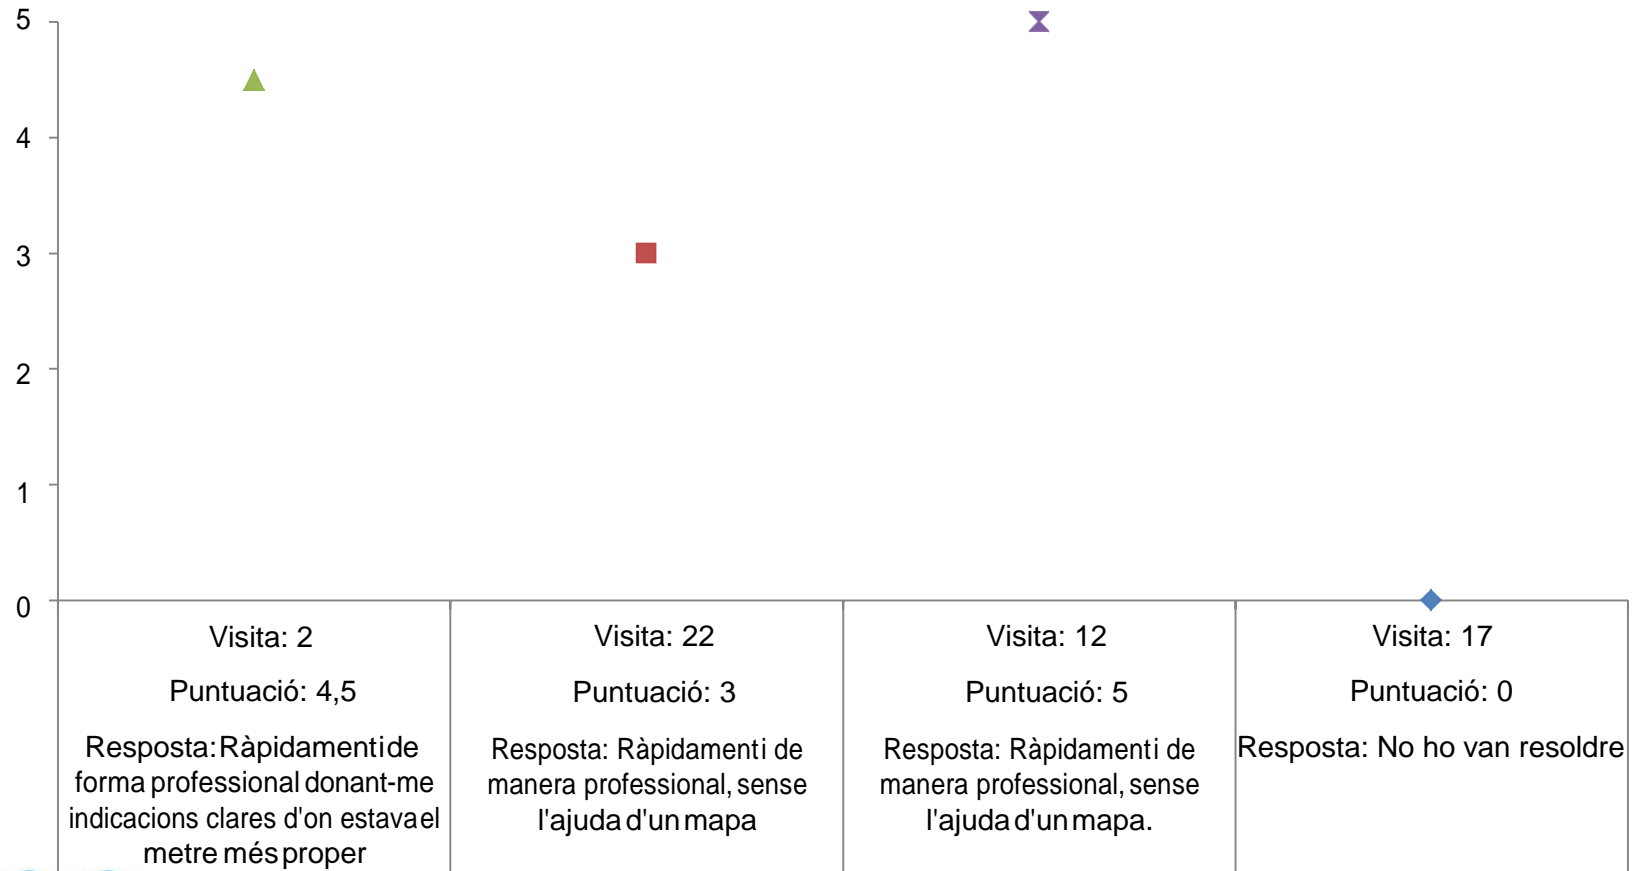 5
4
3
2
1
0
Visita: 2
Puntuació: 4,5
Resposta: Ràpidament i de
forma professional donant-me
indicacions clares d'on estava el
metre més proper
Visita: 22
Puntuació: 3
Resposta: Ràpidament i de
manera professional, sense
l'ajuda d'un mapa
Visita: 12
Puntuació: 5
Resposta: Ràpidament i de
manera professional, sense
l'ajuda d'un mapa.
Visita: 17
Puntuació: 0
Resposta: No ho van resoldre